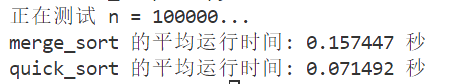 正在测试 n = 100000...
merge_sort 的平均运行时间: 0.157447 秒
quick_sort 的平均运行时间: 0.071492 秒